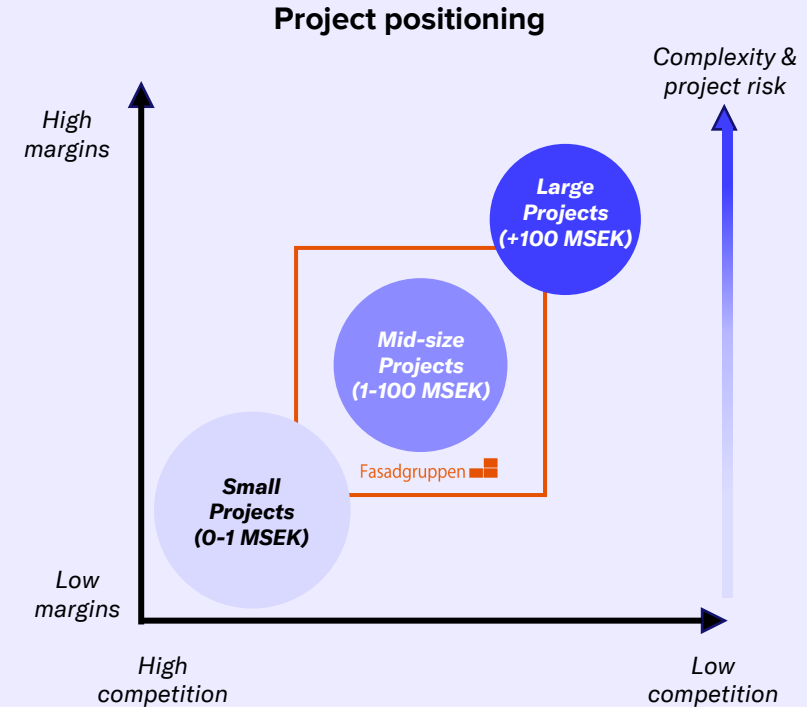 Project positioning
Complexity &
project risk
High
margins
Large
Projects
(+100 MSEK)
Mid-size
Projects
(1-100 MSEK)
Fasadgruppen
Small
Projects
(0-1 MSEK)
Low
margins
High
competition
Low
competition